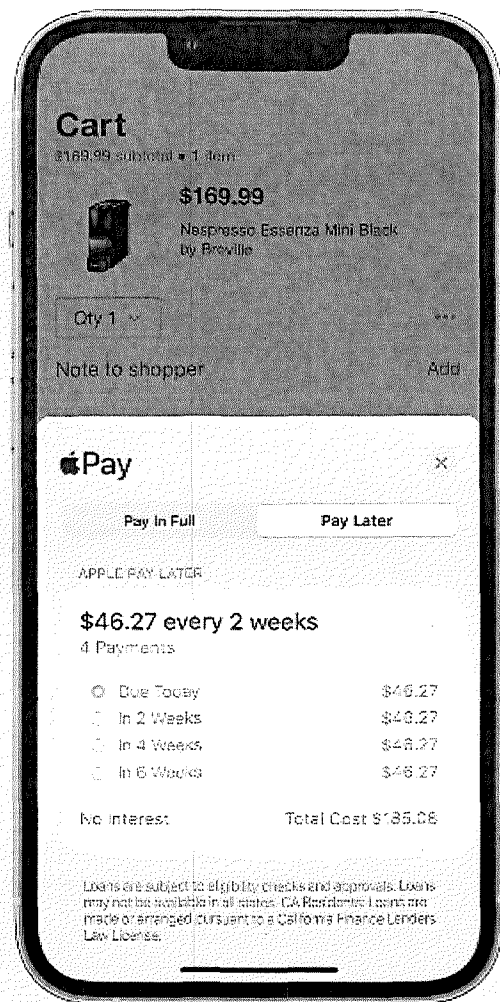 Cart
$169.99 subtotal • 1 item
$169.99
Nespresso Essenza Mini Black
by Breville
Qty 1
Note to shopper
Add
Pay
Pay In Full
Pay Later
APPLE PAY LATER
$46.27 every 2 weeks
4 Payments
Due Today $46.27
In 2 Weeks $46.27
In 4 Weeks $46.27
In 6 Weeks $46.27
No Interest Total Cost $185.08
Loans are subject to eligibility checks and approvals. Loans
may not be available in all states. CA Residents: Loans are
made or arranged pursuant to a California Finance Lenders
Law License.